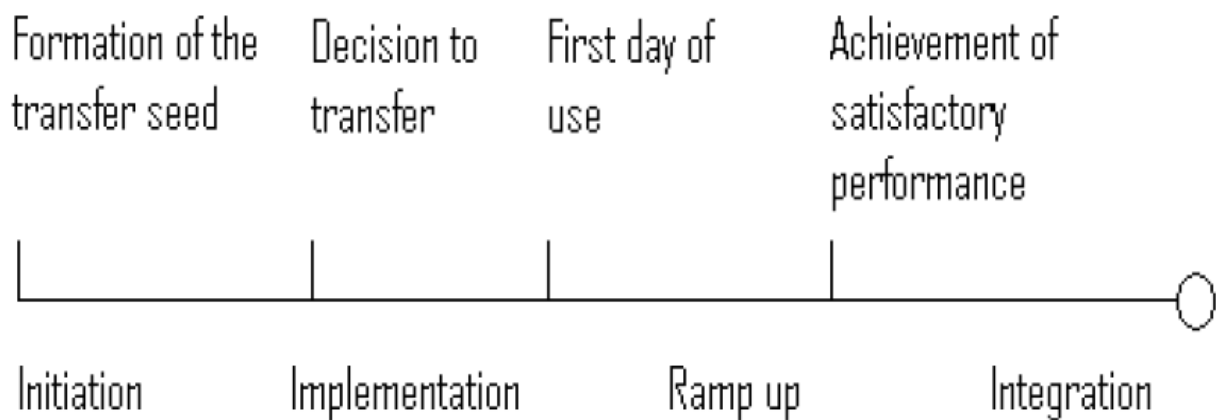 Formation of the
transfer seed
Decision to
transfer
First day of
use
Achievement of
satisfactory
performance
Initiation
Implementation
Ramp up
Integration